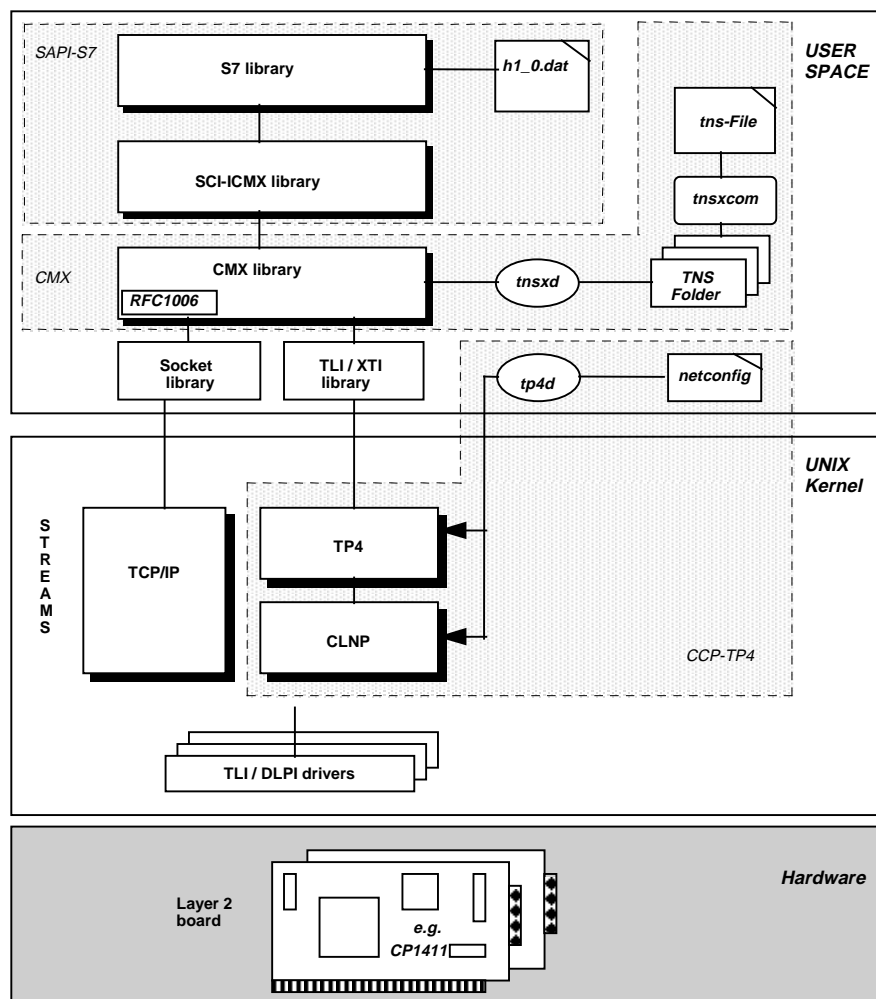 SAPI-S7
S7 library
h1_0.dat
USER
SPACE
tns-File
SCI-ICMX library
tnsxcom
CMX
CMX library
RFC1006
tnsxd
TNS
Folder
Socket
library
TLI / XTI
library
tp4d
netconfig
UNIX
Kernel
STREAMS
TCP/IP
TP4
CLNP
CCP-TP4
TLI / DLPI drivers
Hardware
Layer 2
board
e.g.
CP1411